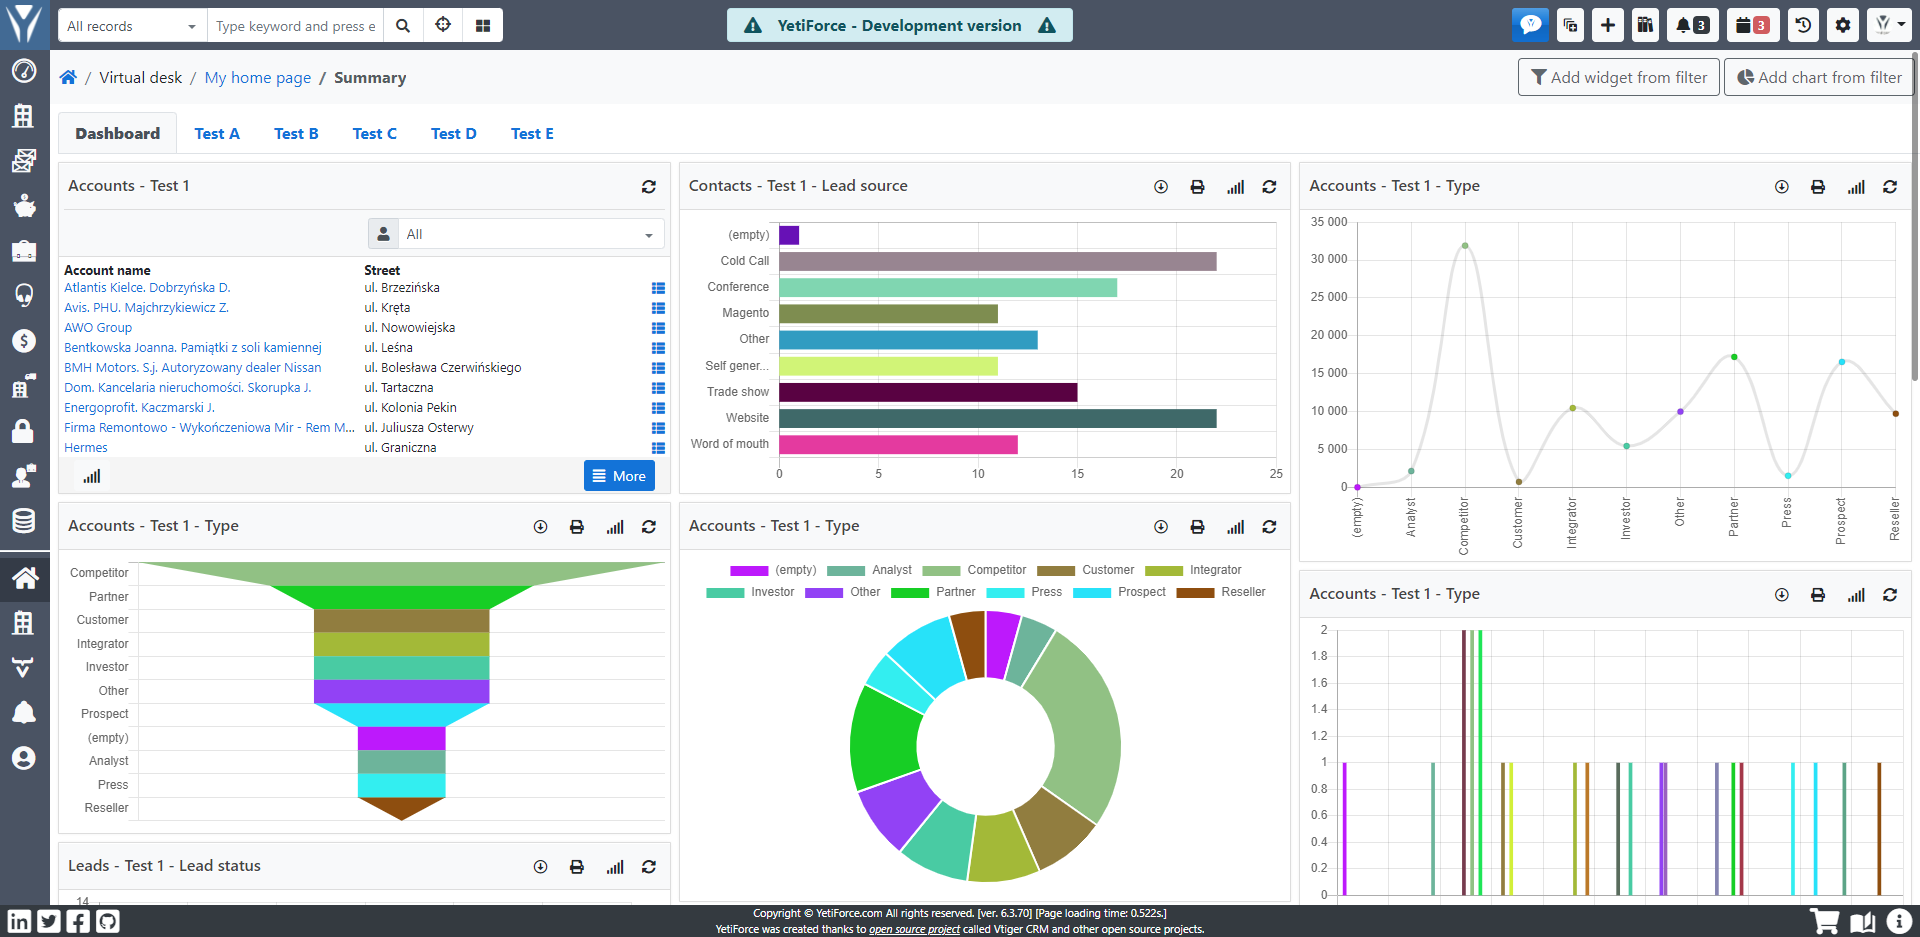 All records
Type keyword and press e
YetiForce - Development version
3
3
/ Virtual desk / My home page / Summary
Add widget from filter
Add chart from filter
Dashboard
Test A
Test B
Test C
Test D
Test E
Accounts - Test 1
All
Account name Street
Atlantis Kielce. Dobrzyńska D. ul. Brzezińska
Avis. PHU. Majchrzykiewicz Z. ul. Kręta
AWO Group ul. Nowowiejska
Bentkowska Joanna. Pamiątki z soli kamiennej ul. Leśna
BMH Motors. S.j. Autoryzowany dealer Nissan ul. Bolesława Czerwińskiego
Dom. Kancelaria nieruchomości. Skorupka J. ul. Tartaczna
Energoprofit. Kaczmarski J. ul. Kolonia Pekin
Firma Remontowo - Wykończeniowa Mir - Rem M... ul. Juliusza Osterwy
Hermes ul. Graniczna
More
Contacts - Test 1 - Lead source
(empty)
Cold Call
Conference
Magento
Other
Self gener...
Trade show
Website
Word of mouth
0 5 10 15 20 25
Accounts - Test 1 - Type
35 000
30 000
25 000
20 000
15 000
10 000
5 000
0
(empty) Analyst Competitor Customer Integrator Investor Other Partner Press Prospect Reseller
Accounts - Test 1 - Type
Competitor
Partner
Customer
Integrator
Investor
Other
Prospect
(empty)
Analyst
Press
Reseller
Accounts - Test 1 - Type
(empty) Analyst Competitor Customer Integrator
Investor Other Partner Press Prospect Reseller
Accounts - Test 1 - Type
2
1.8
1.6
1.4
1.2
1
0.8
0.6
0.4
0.2
0
Leads - Test 1 - Lead status
14
Copyright © YetiForce.com All rights reserved. [ver. 6.3.70] [Page loading time: 0.522s.]
YetiForce was created thanks to open source project called Vtiger CRM and other open source projects.